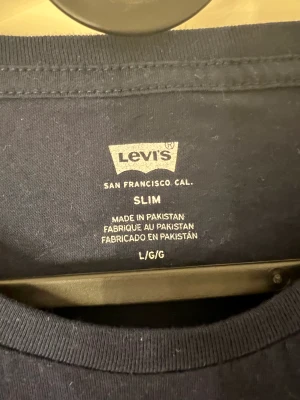 Levi's ®
SAN FRANCISCO, CAL.
SLIM
MADE IN PAKISTAN
FABRIQUE AU PAKISTAN
FABRICADO EN PAKISTÁN
L/G/G